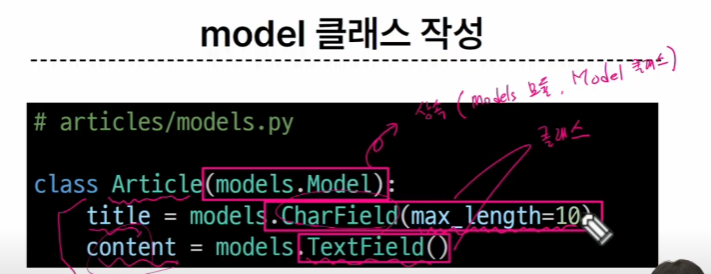 model 클래스 작성
상속 (models 모듈, Model 클래스)
# articles/models.py
클래스
class Article(models.Model):
title = models.CharField(max_length=10)
content = models.TextField()